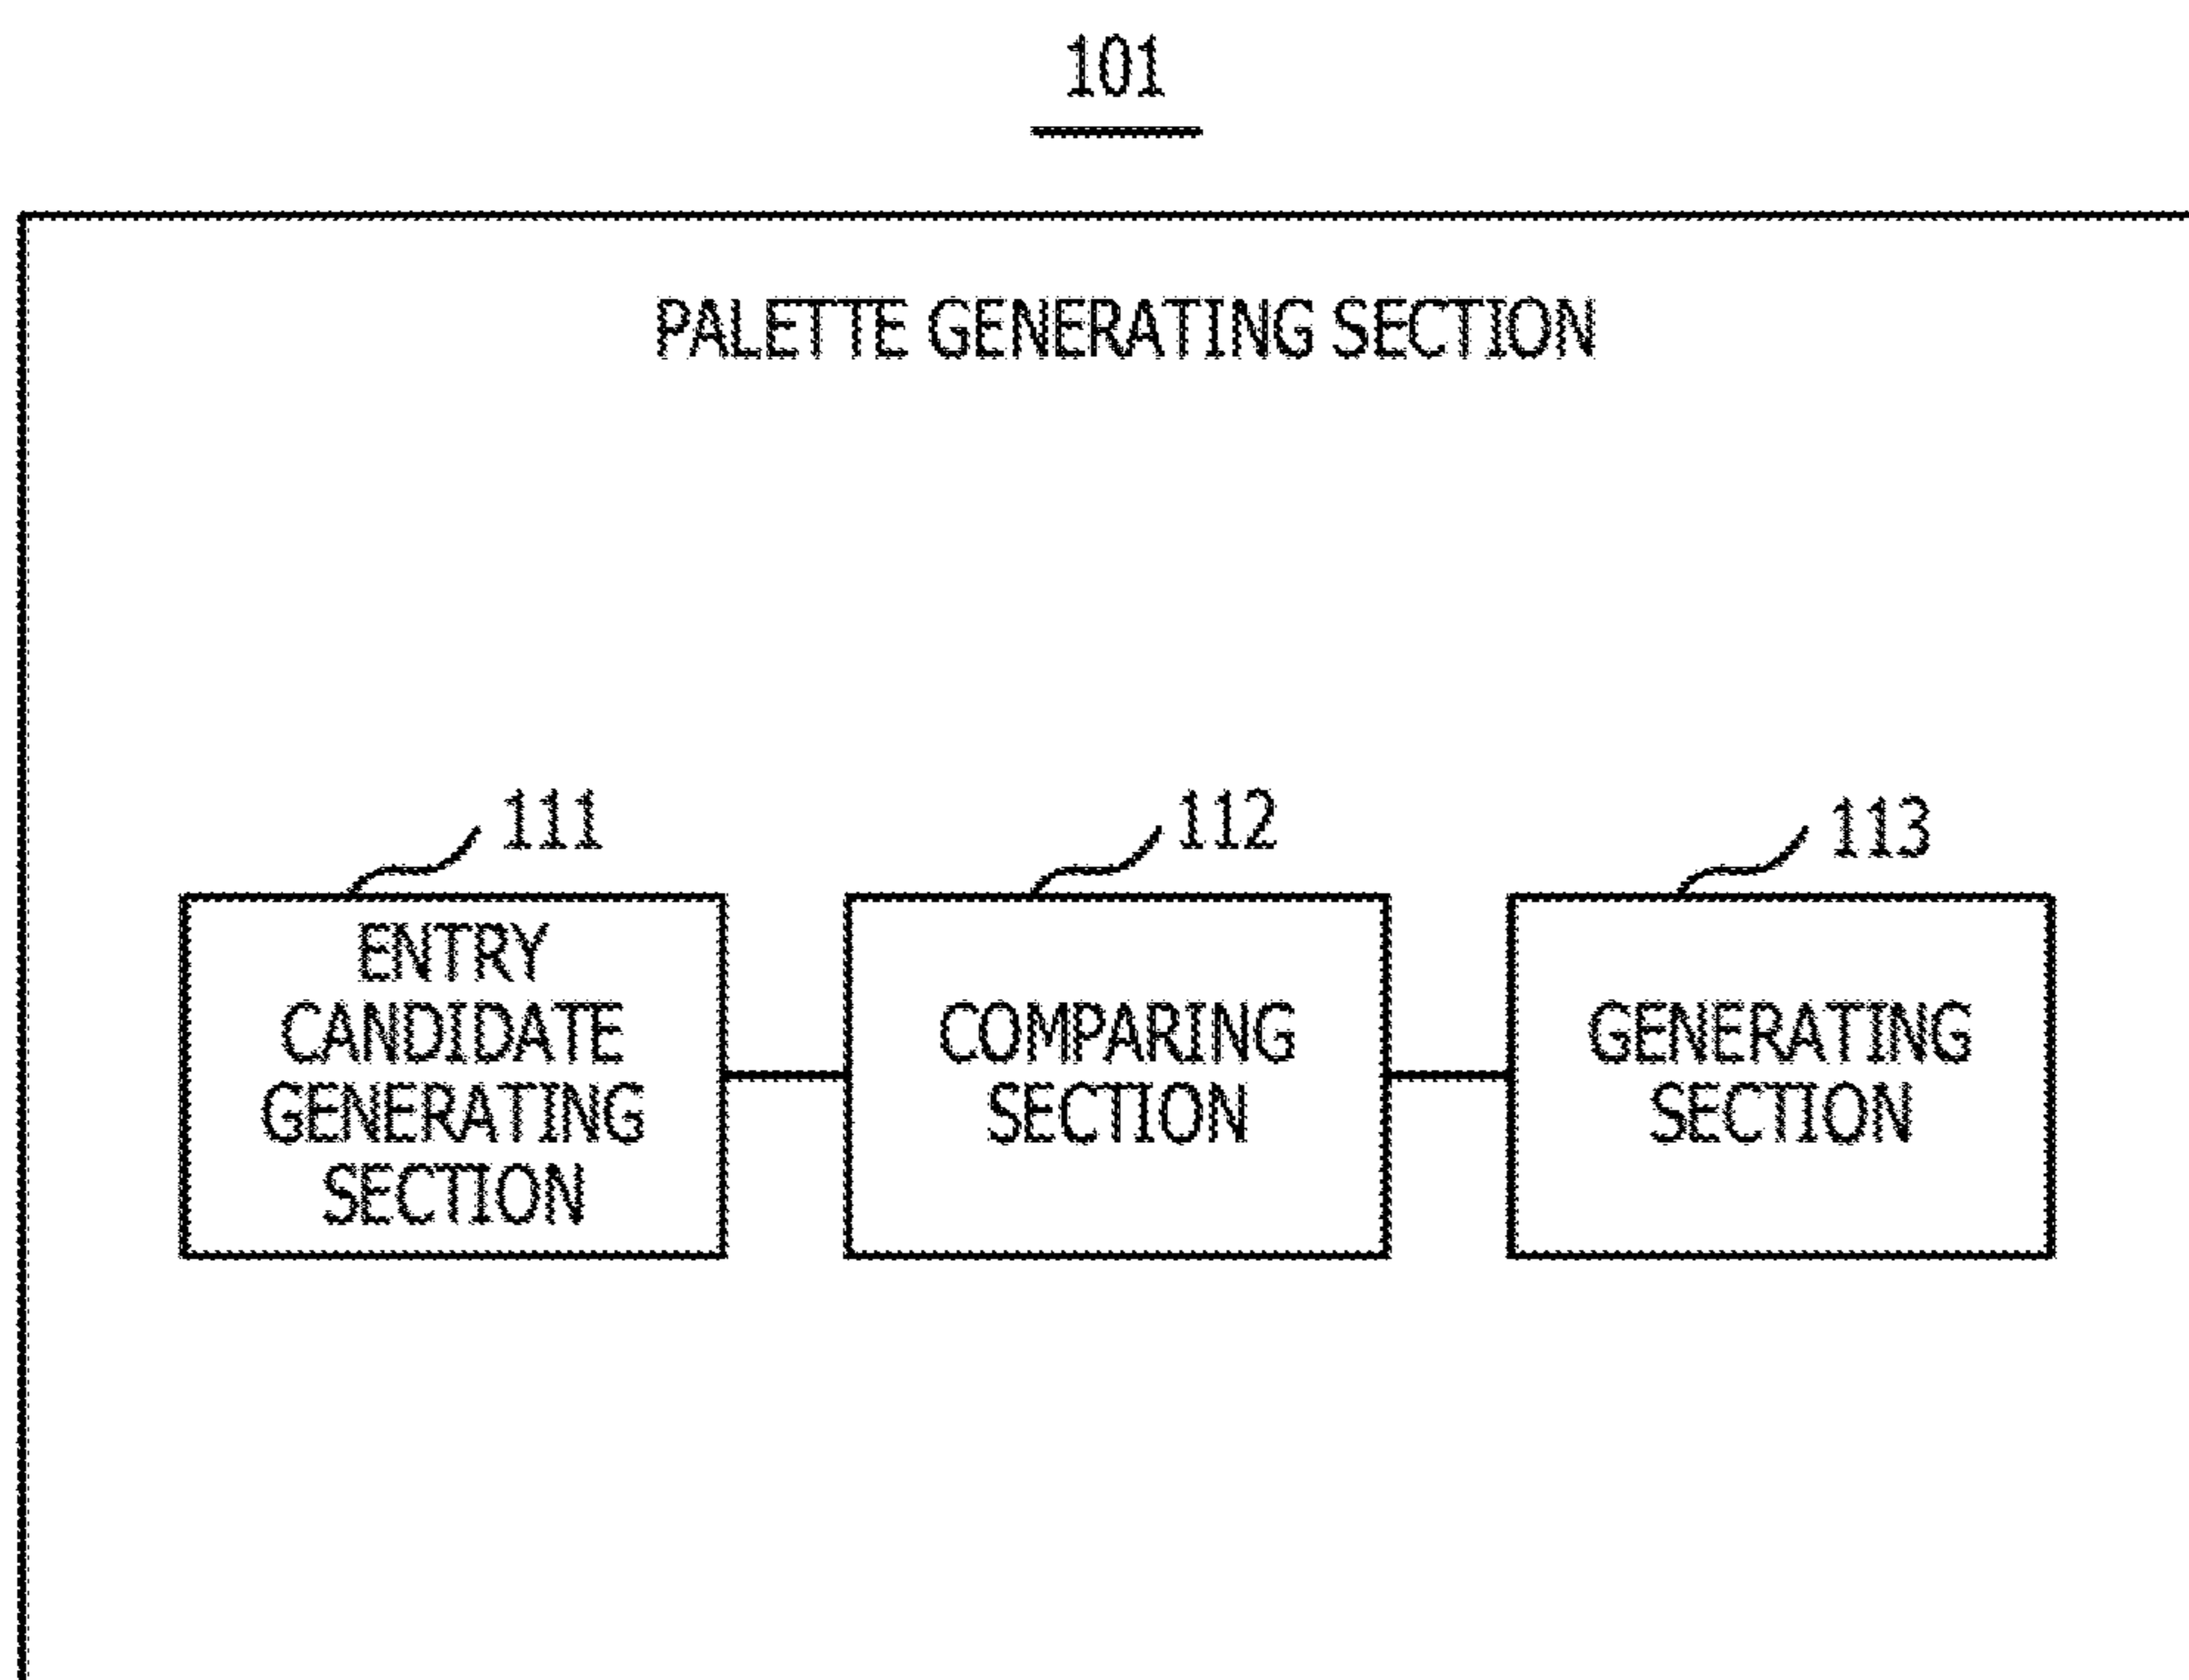 101
PALETTE GENERATING SECTION
111
ENTRY
CANDIDATE
GENERATING
SECTION
112
COMPARING
SECTION
113
GENERATING
SECTION